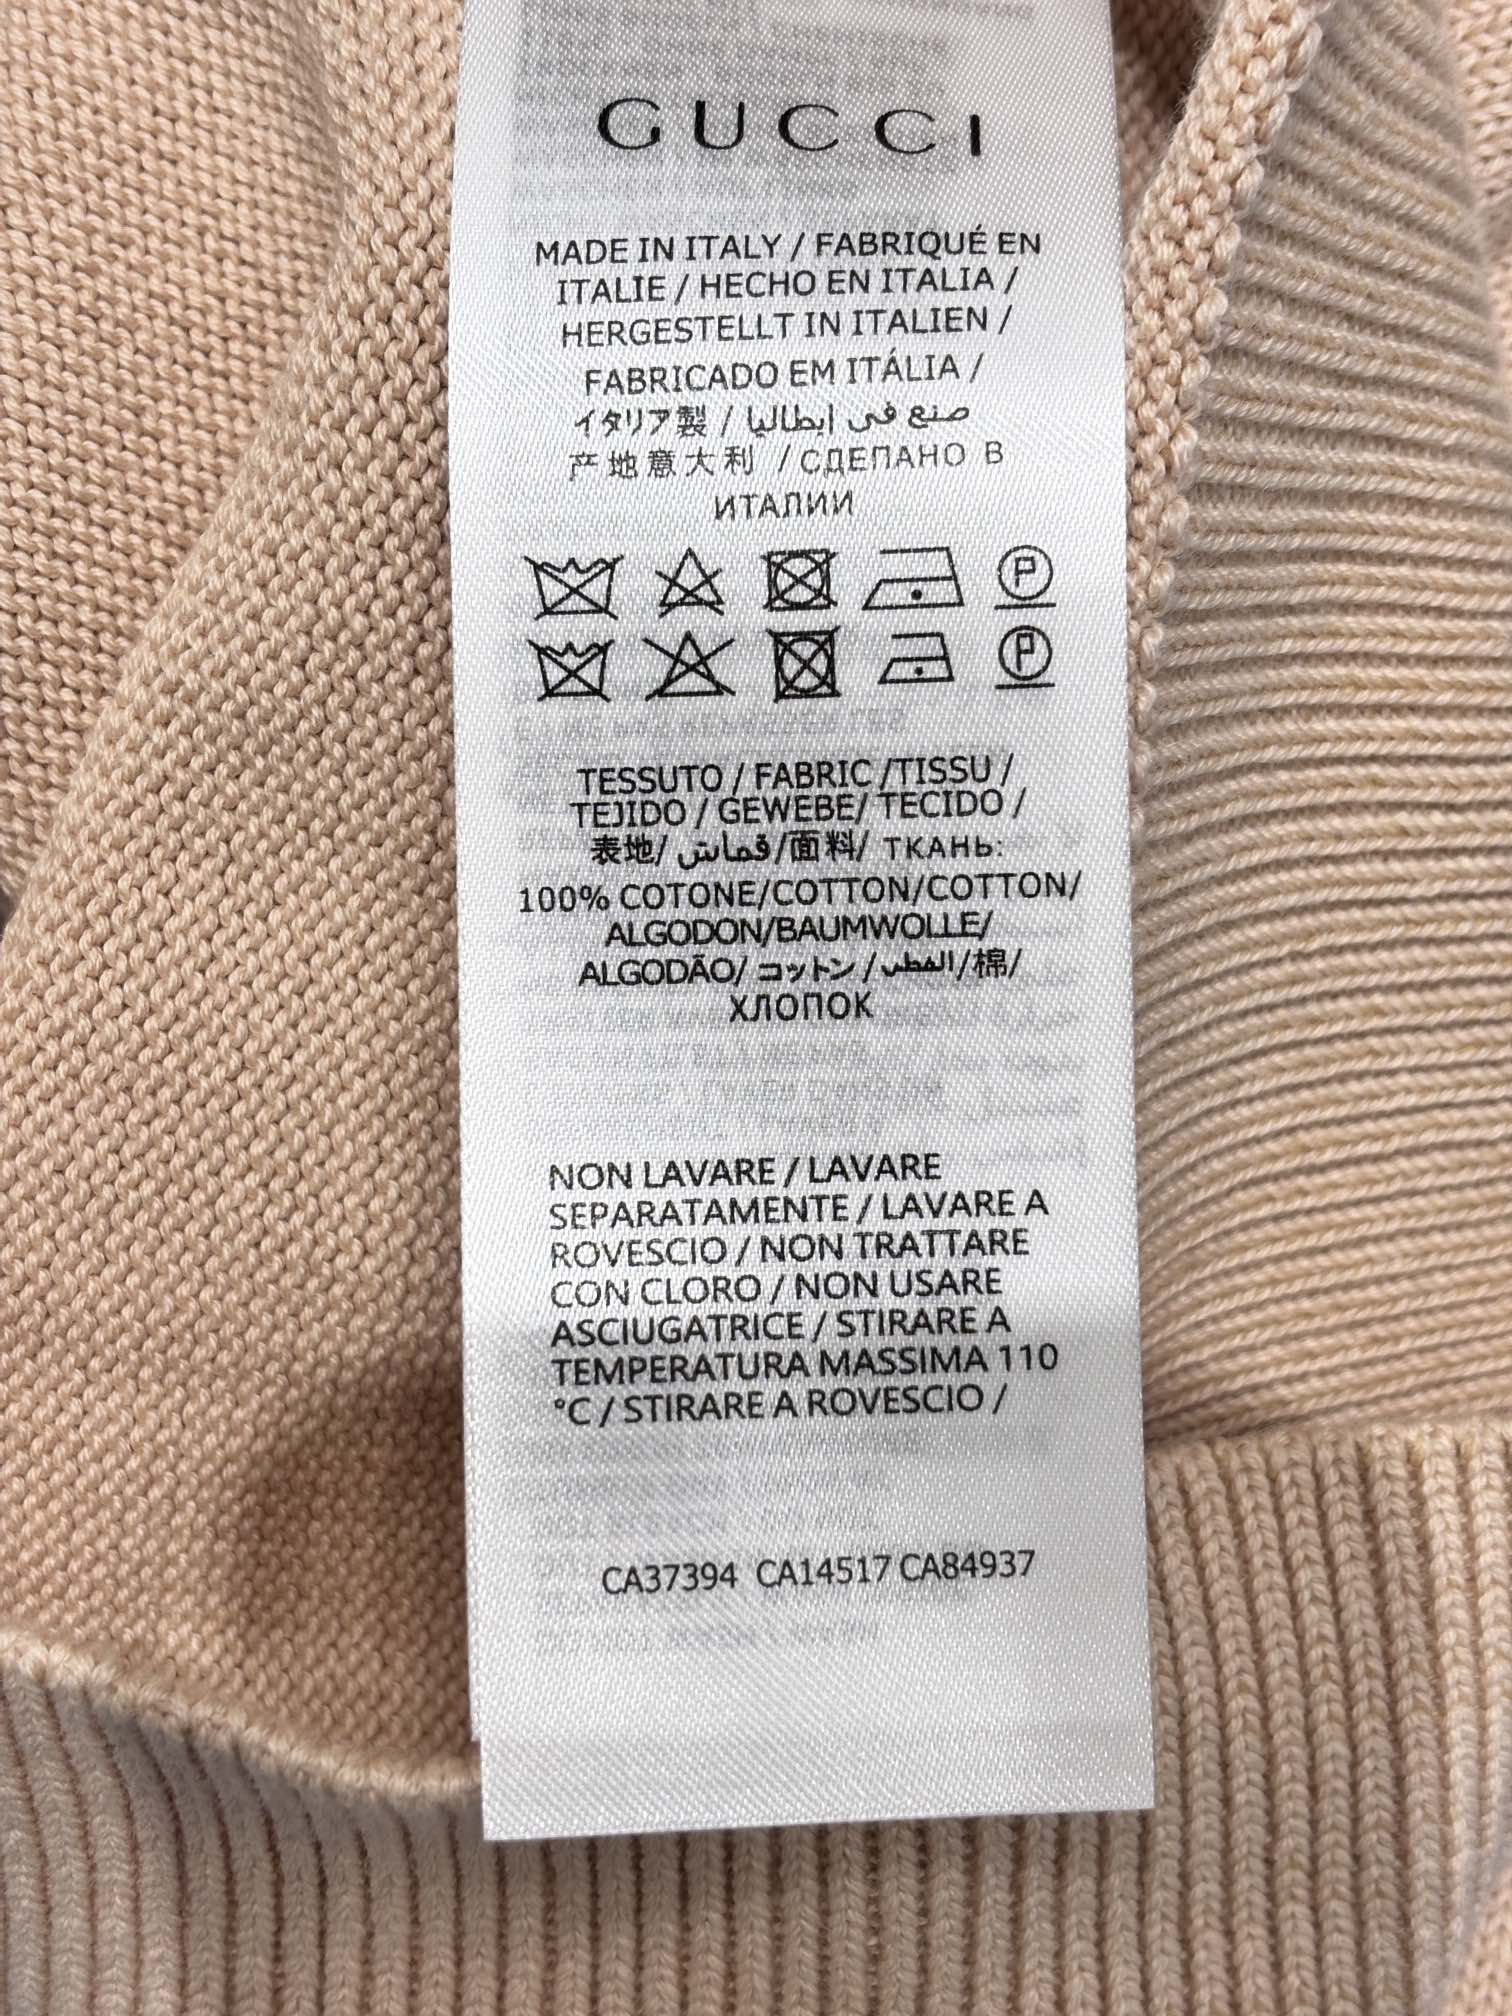 GUCCI
MADE IN ITALY / FABRIQUÉ EN
ITALIE / HECHO EN ITALIA /
HERGESTELLT IN ITALIEN /
FABRICADO EM ITÁLIA /
イタリア製 / صنع في إيطاليا
产地意大利 / СДЕЛАНО В
ИТАЛИИ
P
P
TESSUTO / FABRIC /TISSU /
TEJIDO / GEWEBE/ TECIDO /
表地/ قماش /面料/ ТКАНЬ:
100% COTONE/COTTON/COTTON/
ALGODON/BAUMWOLLE/
ALGODÃO/ コットン / القطن/棉/
ХЛОПОК
NON LAVARE / LAVARE
SEPARATAMENTE / LAVARE A
ROVESCIO / NON TRATTARE
CON CLORO / NON USARE
ASCIUGATRICE / STIRARE A
TEMPERATURA MASSIMA 110
°C / STIRARE A ROVESCIO /
CA37394 CA14517 CA84937